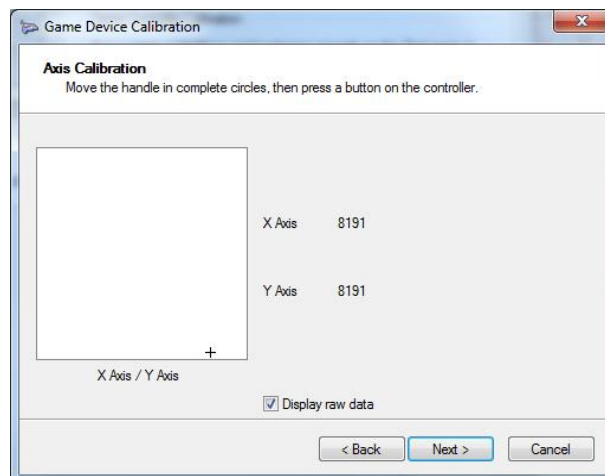 Game Device Calibration
Axis Calibration
Move the handle in complete circles, then press a button on the controller.
X Axis 8191
Y Axis 8191
X Axis / Y Axis
Display raw data
< Back Next > Cancel